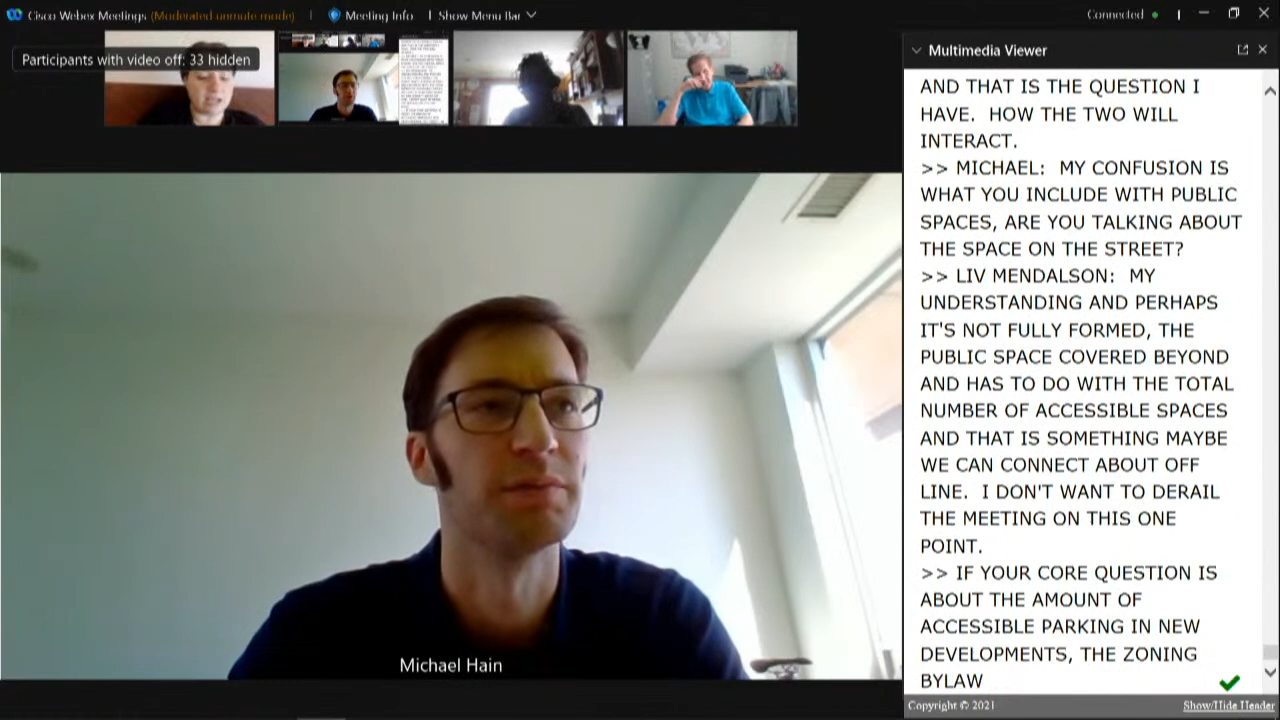 Cisco Webex Meetings (Moderated unmute mode) | Meeting Info | Show Menu Bar
Connected
Participants with video off: 33 hidden
Michael Hain
Multimedia Viewer
AND THAT IS THE QUESTION I
HAVE. HOW THE TWO WILL
INTERACT.
>> MICHAEL: MY CONFUSION IS
WHAT YOU INCLUDE WITH PUBLIC
SPACES, ARE YOU TALKING ABOUT
THE SPACE ON THE STREET?
>> LIV MENDALSON: MY
UNDERSTANDING AND PERHAPS
IT'S NOT FULLY FORMED, THE
PUBLIC SPACE COVERED BEYOND
AND HAS TO DO WITH THE TOTAL
NUMBER OF ACCESSIBLE SPACES
AND THAT IS SOMETHING MAYBE
WE CAN CONNECT ABOUT OFF
LINE. I DON'T WANT TO DERAIL
THE MEETING ON THIS ONE
POINT.
>> IF YOUR CORE QUESTION IS
ABOUT THE AMOUNT OF
ACCESSIBLE PARKING IN NEW
DEVELOPMENTS, THE ZONING
BYLAW
Copyright © 2021
Show/Hide Header